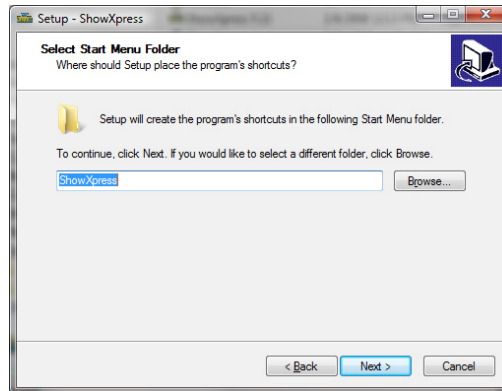 Setup - ShowXpress
Select Start Menu Folder
Where should Setup place the program's shortcuts?
Setup will create the program's shortcuts in the following Start Menu folder.
To continue, click Next. If you would like to select a different folder, click Browse.
ShowXpress
Browse...
< Back
Next >
Cancel